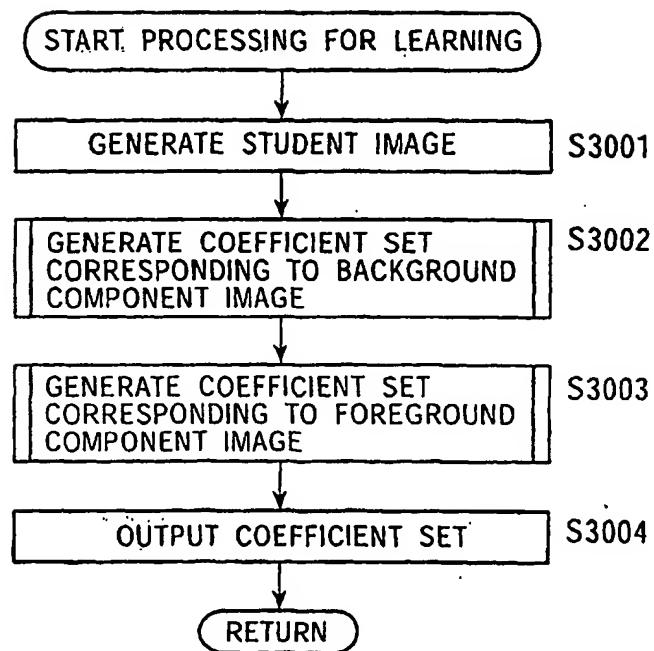 START PROCESSING FOR LEARNING
GENERATE STUDENT IMAGE
S3001
GENERATE COEFFICIENT SET
CORRESPONDING TO BACKGROUND
COMPONENT IMAGE
S3002
GENERATE COEFFICIENT SET
CORRESPONDING TO FOREGROUND
COMPONENT IMAGE
S3003
OUTPUT COEFFICIENT SET
S3004
RETURN